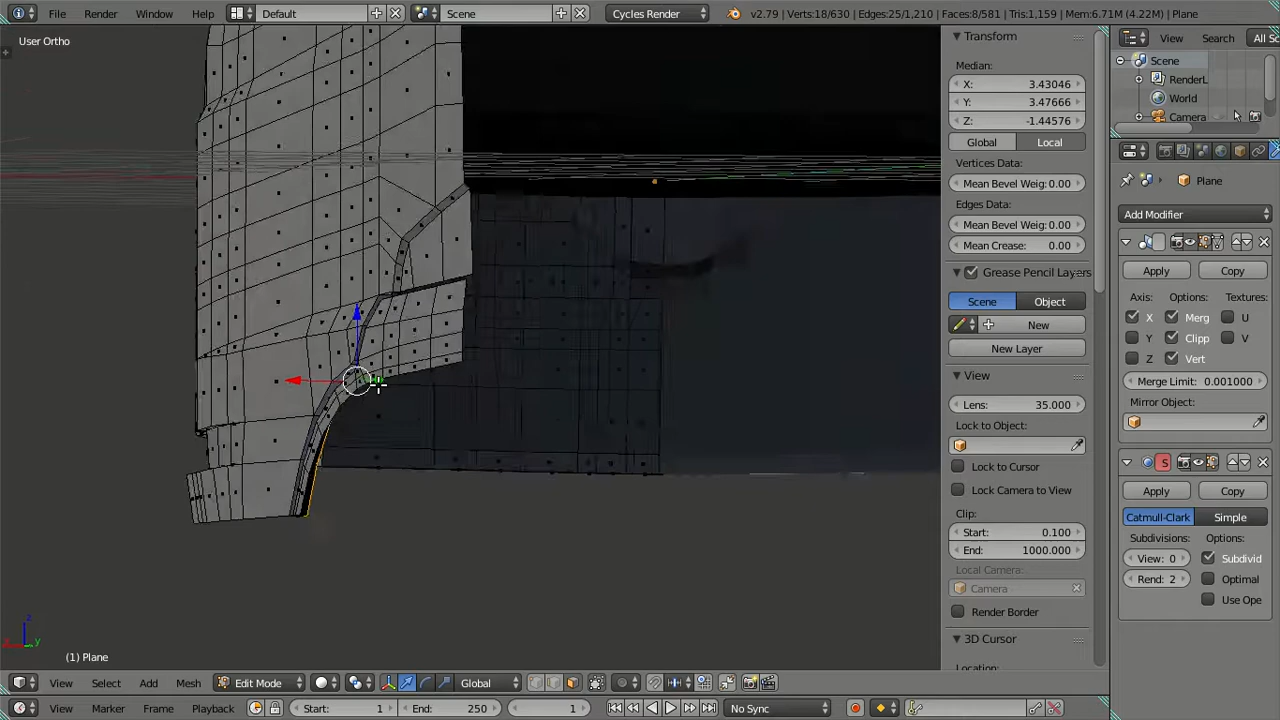 File Render Window Help Default Scene Cycles Render v2.79 | Verts:18/630 | Edges:25/1,210 | Faces:8/581 | Tris:1,159 | Mem:6.71M (4.22M) | Plane
User Ortho
Transform
Median:
X: 3.43046
Y: 3.47666
Z: -1.44576
Global Local
Vertices Data:
Mean Bevel Weig: 0.00
Edges Data:
Mean Bevel Weig: 0.00
Mean Crease: 0.00
Grease Pencil Layers
Scene Object
New
New Layer
View
Lens: 35.000
Lock to Object:
Lock to Cursor
Lock Camera to View
Clip:
Start: 0.100
End: 1000.000
Local Camera:
Camera
Render Border
3D Cursor
Location:
View Search All Sc
Scene
RenderL
World
Camera
Plane
Add Modifier
Apply Copy
Axis: Options: Textures:
X Merg U
Y Clipp V
Z Vert
Merge Limit: 0.001000
Mirror Object:
S
Apply Copy
Catmull-Clark Simple
Subdivisions: Options:
View: 0 Subdivid
Rend: 2 Optimal
Use Ope
z
x y
(1) Plane
View Select Add Mesh Edit Mode Global
View Marker Frame Playback Start: 1 End: 250 1 No Sync